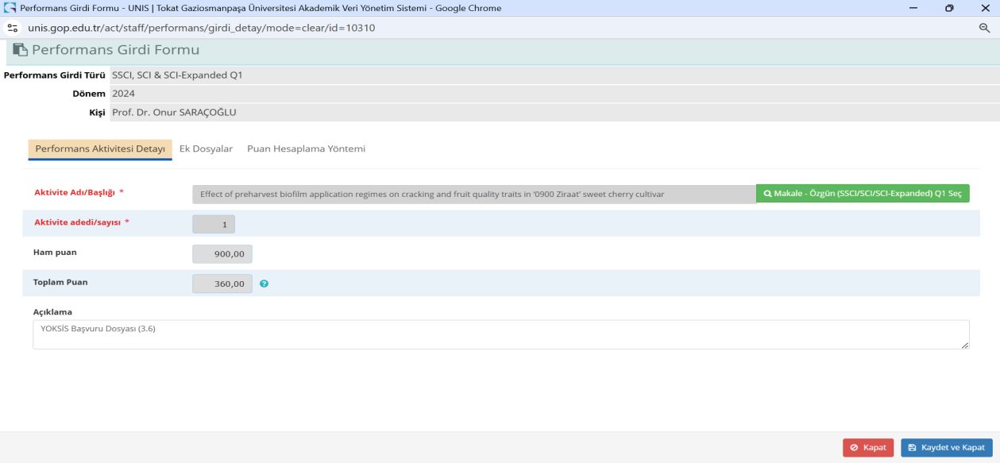 Performans Girdi Formu - UNIS | Tokat Gaziosmanpaşa Üniversitesi Akademik Veri Yönetim Sistemi - Google Chrome
unis.gop.edu.tr/act/staff/performans/girdi_detay/mode=clear/id=10310
Performans Girdi Formu
Performans Girdi Türü SSCI, SCI & SCI-Expanded Q1
Dönem 2024
Kişi Prof. Dr. Onur SARAÇOĞLU
Performans Aktivitesi Detayı Ek Dosyalar Puan Hesaplama Yöntemi
Aktivite Adı/Başlığı * Effect of preharvest biofilm application regimes on cracking and fruit quality traits in '0900 Ziraat' sweet cherry cultivar Makale - Özgün (SSCI/SCI/SCI-Expanded) Q1 Seç
Aktivite adedi/sayısı * 1
Ham puan 900,00
Toplam Puan 360,00 ?
Açıklama
YOKSİS Başvuru Dosyası (3.6)
Kapat Kaydet ve Kapat